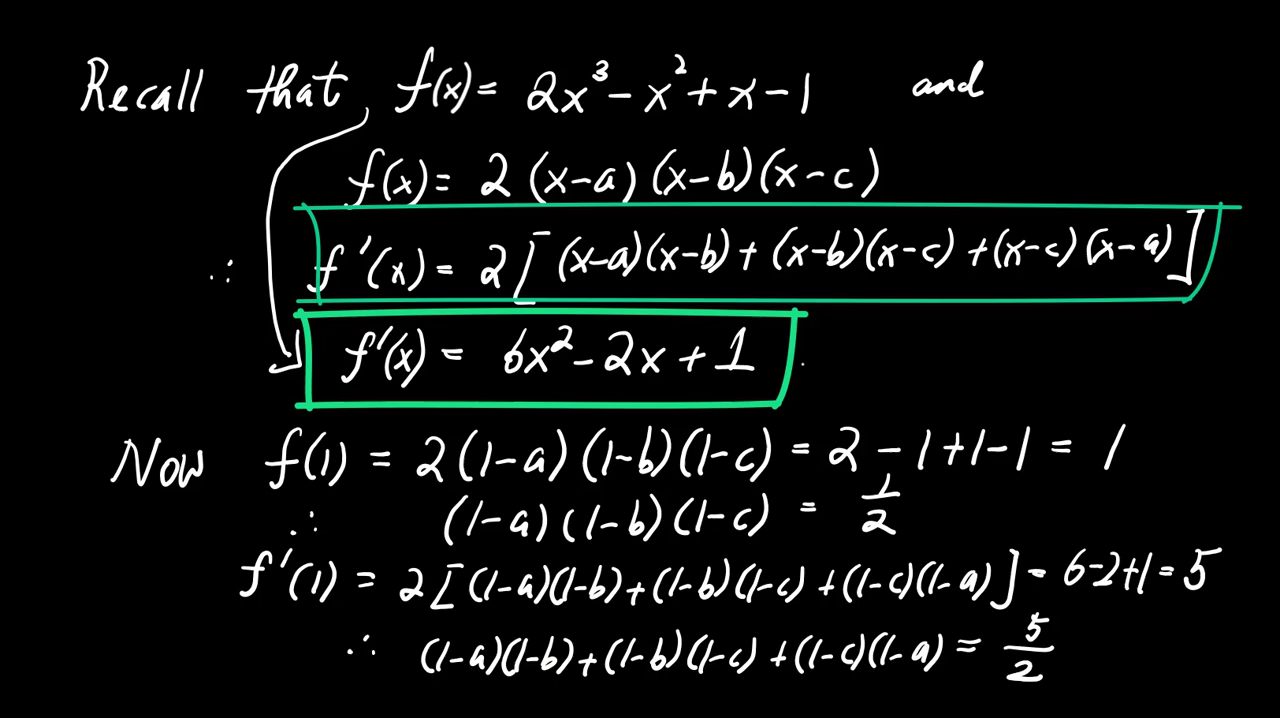 Recall that, f(x) = 2x³ - x² + x - 1 and
f(x) = 2 (x-a) (x-b)(x-c)
∴ f'(x) = 2[ (x-a)(x-b) + (x-b)(x-c) + (x-c)(x-a) ]
f'(x) = 6x² - 2x + 1
Now f(1) = 2(1-a)(1-b)(1-c) = 2 - 1 + 1 - 1 = 1
∴ (1-a)(1-b)(1-c) = 1/2
f'(1) = 2[(1-a)(1-b) + (1-b)(1-c) + (1-c)(1-a)] = 6-2+1 = 5
∴ (1-a)(1-b) + (1-b)(1-c) + (1-c)(1-a) = 5/2